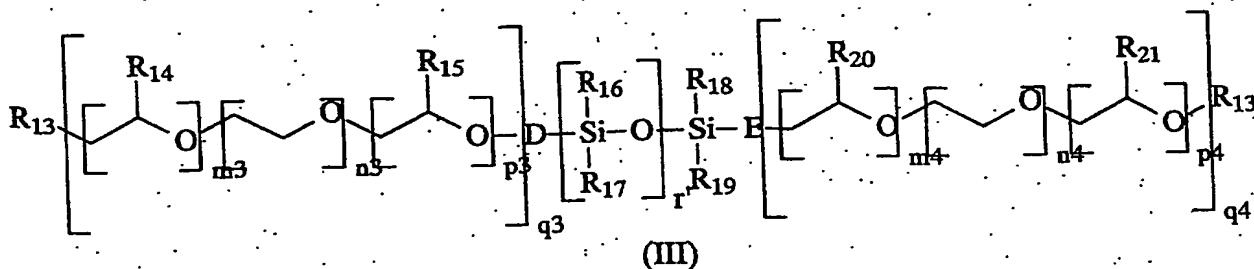 R14 R15 R16 R18 R20 R21
R13 O m3 O n3 O p3 D Si O Si E O m4 O n4 O p4 R13
R17 r' R19
q3 q4
(III)